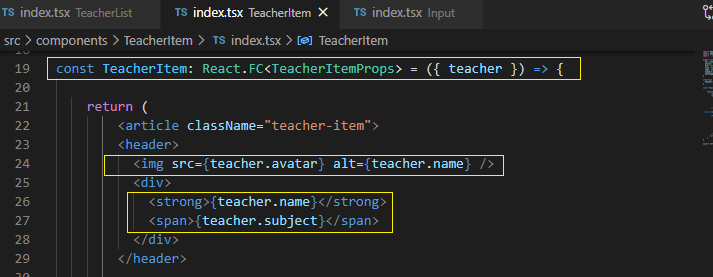 TS index.tsx TeacherList TS index.tsx TeacherItem × TS index.tsx Input
src > components > TeacherItem > TS index.tsx > TeacherItem
18
19 const TeacherItem: React.FC<TeacherItemProps> = ({ teacher }) => {
20
21 return (
22 <article className="teacher-item">
23 <header>
24 <img src={teacher.avatar} alt={teacher.name} />
25 <div>
26 <strong>{teacher.name}</strong>
27 <span>{teacher.subject}</span>
28 </div>
29 </header>
30